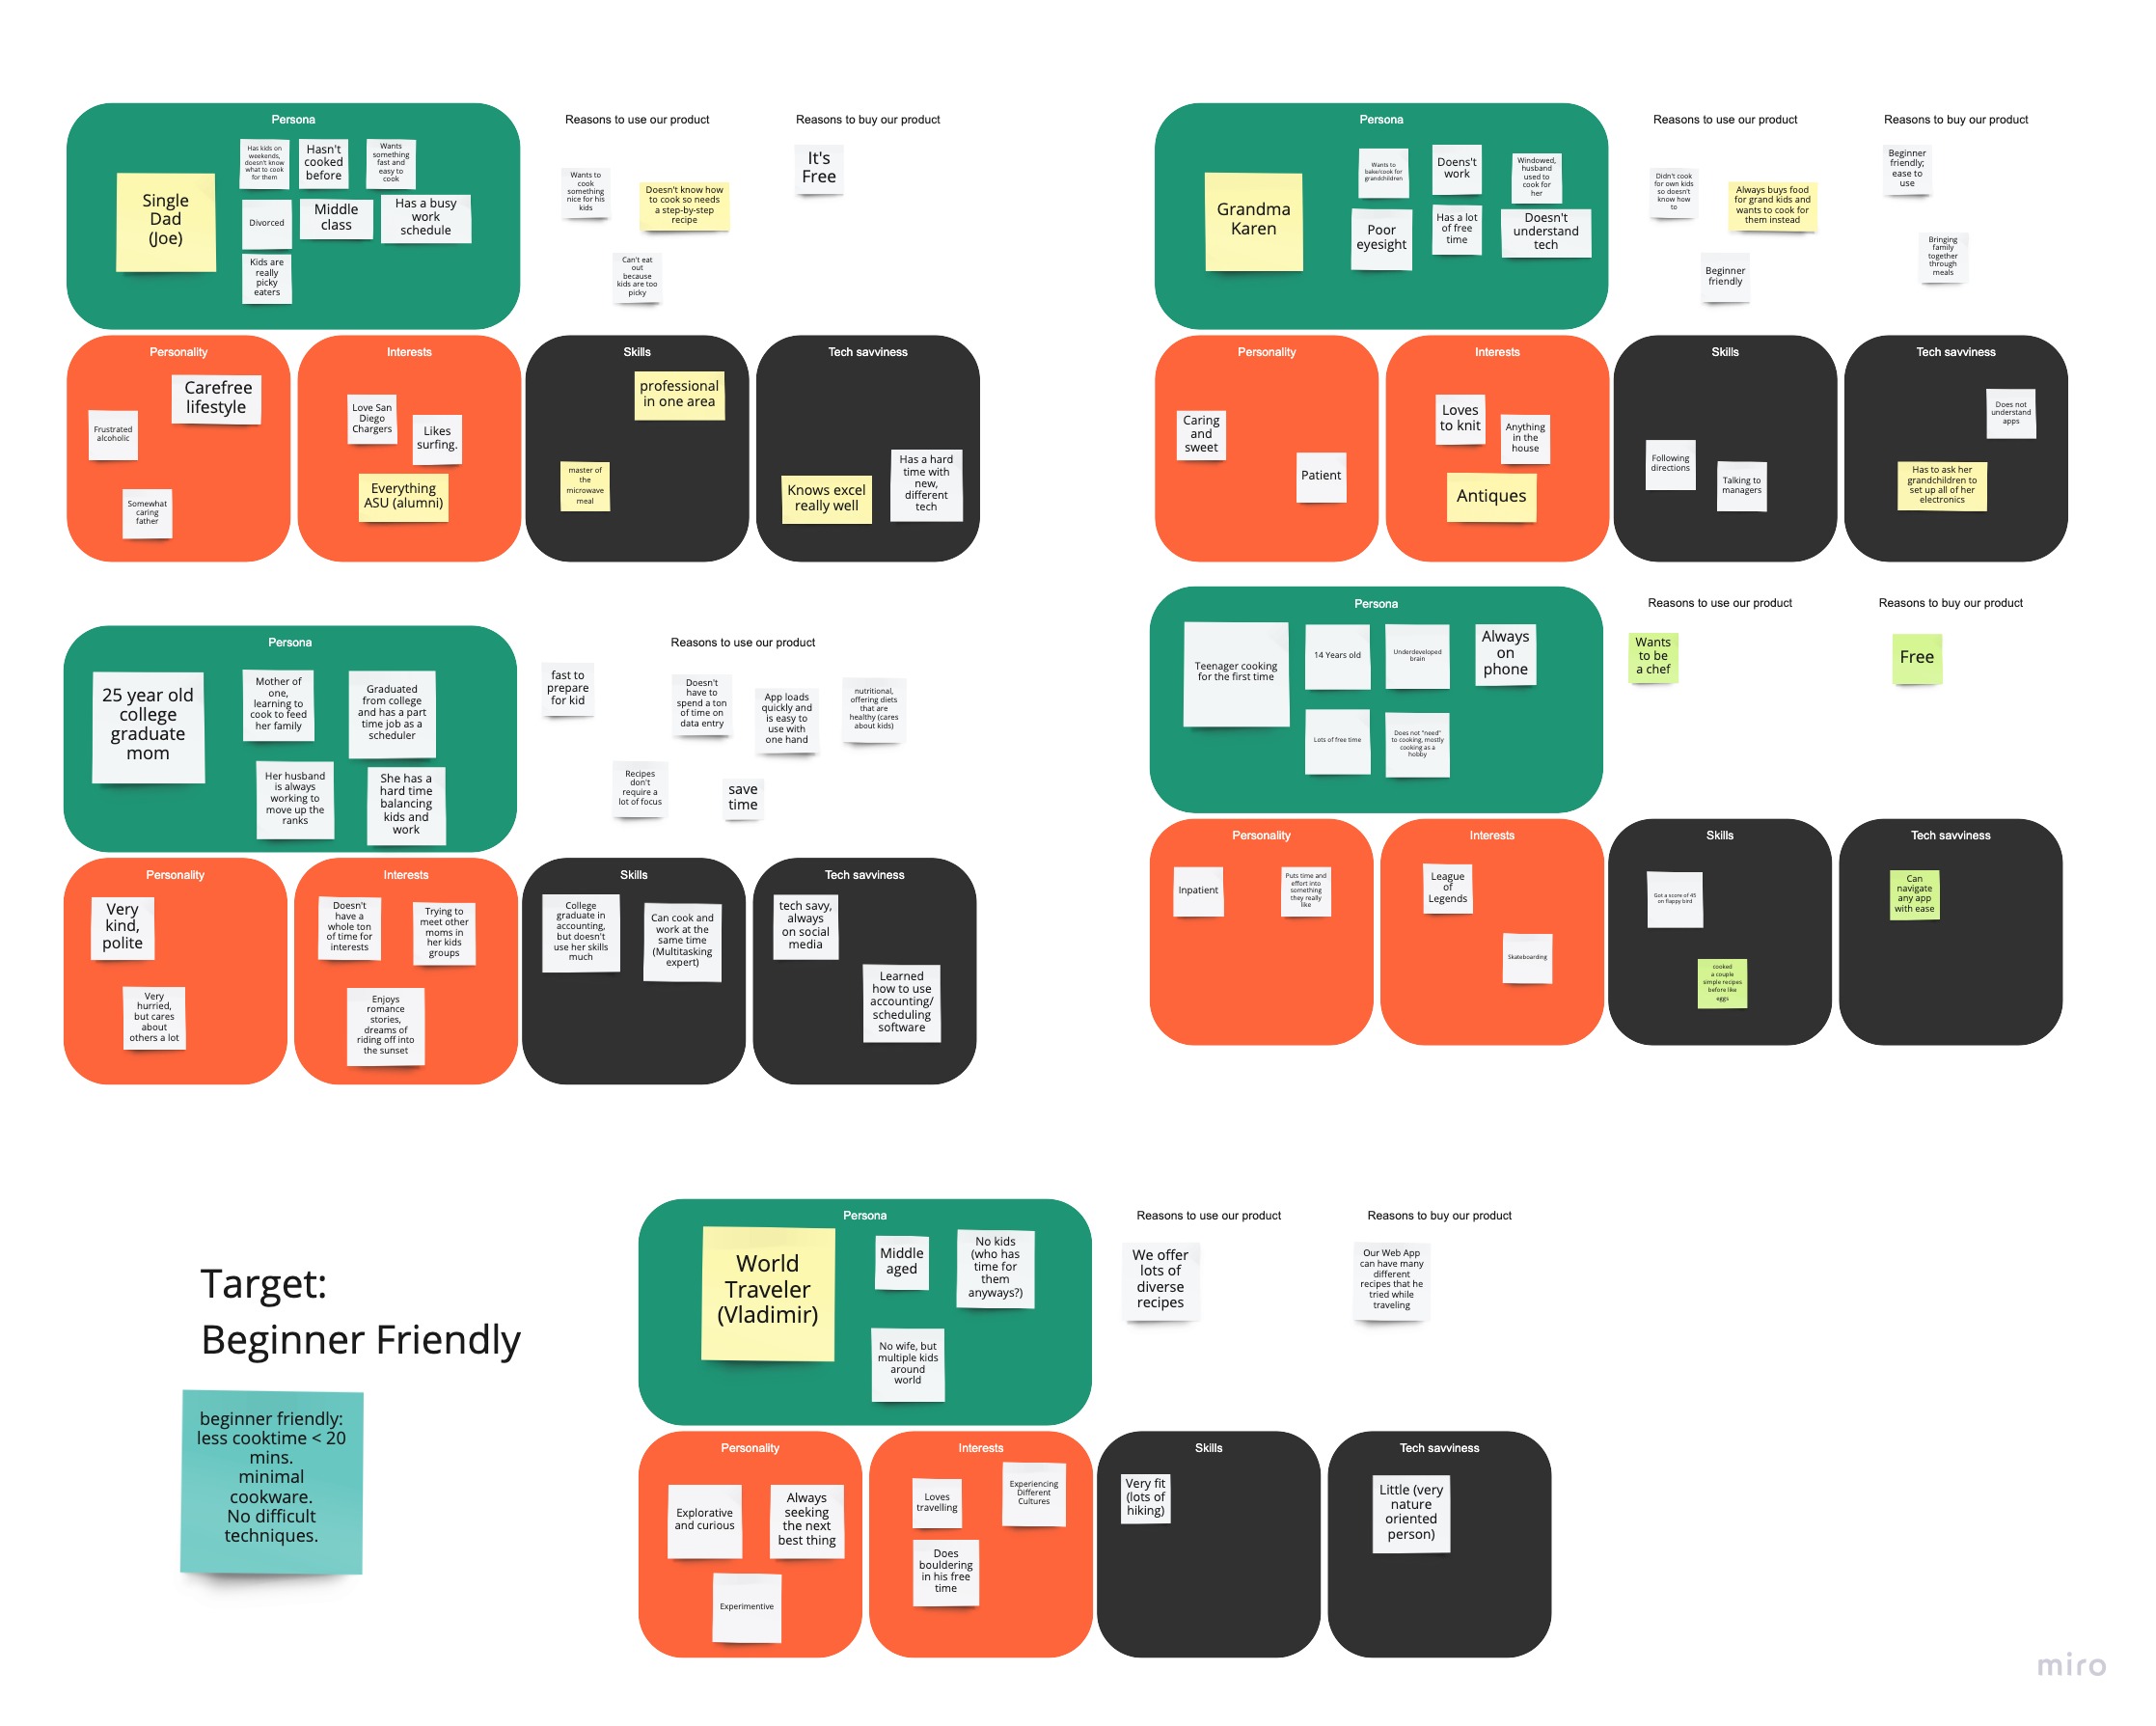 Persona
Single
Dad
(Joe)
Has kids on
weekends,
doesn't know
what to cook
for them
Hasn't
cooked
before
Wants
something
fast and
easy to
cook
Divorced
Middle
class
Has a busy
work
schedule
Kids are
really
picky
eaters
Reasons to use our product
Wants to
cook
something
nice for his
kids
Doesn't know how
to cook so needs
a step-by-step
recipe
Can't eat
out
because
kids are too
picky
Reasons to buy our product
It's
Free
Personality
Carefree
lifestyle
Frustrated
alcoholic
Somewhat
caring
father
Interests
Love San
Diego
Chargers
Likes
surfing.
Everything
ASU (alumni)
Skills
professional
in one area
master of
the
microwave
meal
Tech savviness
Knows excel
really well
Has a hard
time with
new,
different
tech
Persona
Grandma
Karen
Wants to
bake/cook for
grandchildren
Doens't
work
Windowed,
husband
used to
cook for
her
Poor
eyesight
Has a lot
of free
time
Doesn't
understand
tech
Reasons to use our product
Didn't cook
for own kids
so doesn't
know how
to
Always buys food
for grand kids and
wants to cook for
them instead
Beginner
friendly
Reasons to buy our product
Beginner
friendly;
ease to
use
Bringing
family
together
through
meals
Personality
Caring
and
sweet
Patient
Interests
Loves
to knit
Anything
in the
house
Antiques
Skills
Following
directions
Talking to
managers
Tech savviness
Does not
understand
apps
Has to ask her
grandchildren to
set up all of her
electronics
Persona
25 year old
college
graduate
mom
Mother of
one,
learning to
cook to feed
her family
Graduated
from college
and has a part
time job as a
scheduler
Her husband
is always
working to
move up the
ranks
She has a
hard time
balancing
kids and
work
Reasons to use our product
fast to
prepare
for kid
Doesn't
have to
spend a ton
of time on
data entry
App loads
quickly and
is easy to
use with
one hand
nutritional,
offering diets
that are
healthy (cares
about kids)
Recipes
don't
require a
lot of focus
save
time
Personality
Very
kind,
polite
Very
hurried,
but cares
about
others a lot
Interests
Doesn't
have a
whole ton
of time for
interests
Trying to
meet other
moms in
her kids
groups
Enjoys
romance
stories,
dreams of
riding off into
the sunset
Skills
College
graduate in
accounting,
but doesn't
use her skills
much
Can cook and
work at the
same time
(Multitasking
expert)
Tech savviness
tech savy,
always
on social
media
Learned
how to use
accounting/
scheduling
software
Persona
Teenager cooking
for the first time
14 Years old
Underdeveloped
brain
Always
on
phone
Lots of free time
Does not "need"
to cooking, mostly
cooking as a
hobby
Reasons to use our product
Wants
to be
a chef
Reasons to buy our product
Free
Personality
Inpatient
Puts time and
effort into
something
they really
like
Interests
League
of
Legends
Skateboarding
Skills
Got a score of 45
on flappy bird
cooked
a couple
simple recipes
before like
eggs
Tech savviness
Can
navigate
any app
with ease
Target:
Beginner Friendly
beginner friendly:
less cooktime < 20
mins.
minimal
cookware.
No difficult
techniques.
Persona
World
Traveler
(Vladimir)
Middle
aged
No kids
(who has
time for
them
anyways?)
No wife, but
multiple kids
around
world
Reasons to use our product
We offer
lots of
diverse
recipes
Reasons to buy our product
Our Web App
can have many
different
recipes that he
tried while
traveling
Personality
Explorative
and curious
Always
seeking
the next
best thing
Experimentive
Interests
Loves
travelling
Experiencing
Different
Cultures
Does
bouldering
in his free
time
Skills
Very fit
(lots of
hiking)
Tech savviness
Little (very
nature
oriented
person)
miro